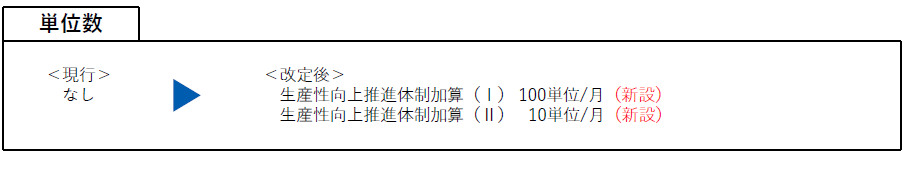 単位数
＜現行＞
なし
＜改定後＞
生産性向上推進体制加算（Ⅰ） 100単位/月（新設）
生産性向上推進体制加算（Ⅱ） 10単位/月（新設）